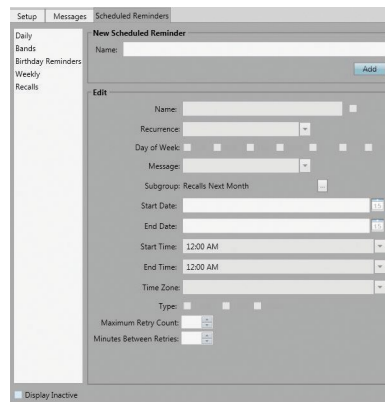 Setup Messages Scheduled Reminders
Daily
Bands
Birthday Reminders
Weekly
Recalls
New Scheduled Reminder
Name:
Add
Edit
Name:
Recurrence:
Day of Week:
Message:
Subgroup: Recalls Next Month ...
Start Date:
End Date:
Start Time: 12:00 AM
End Time: 12:00 AM
Time Zone:
Type:
Maximum Retry Count:
Minutes Between Retries:
Display Inactive